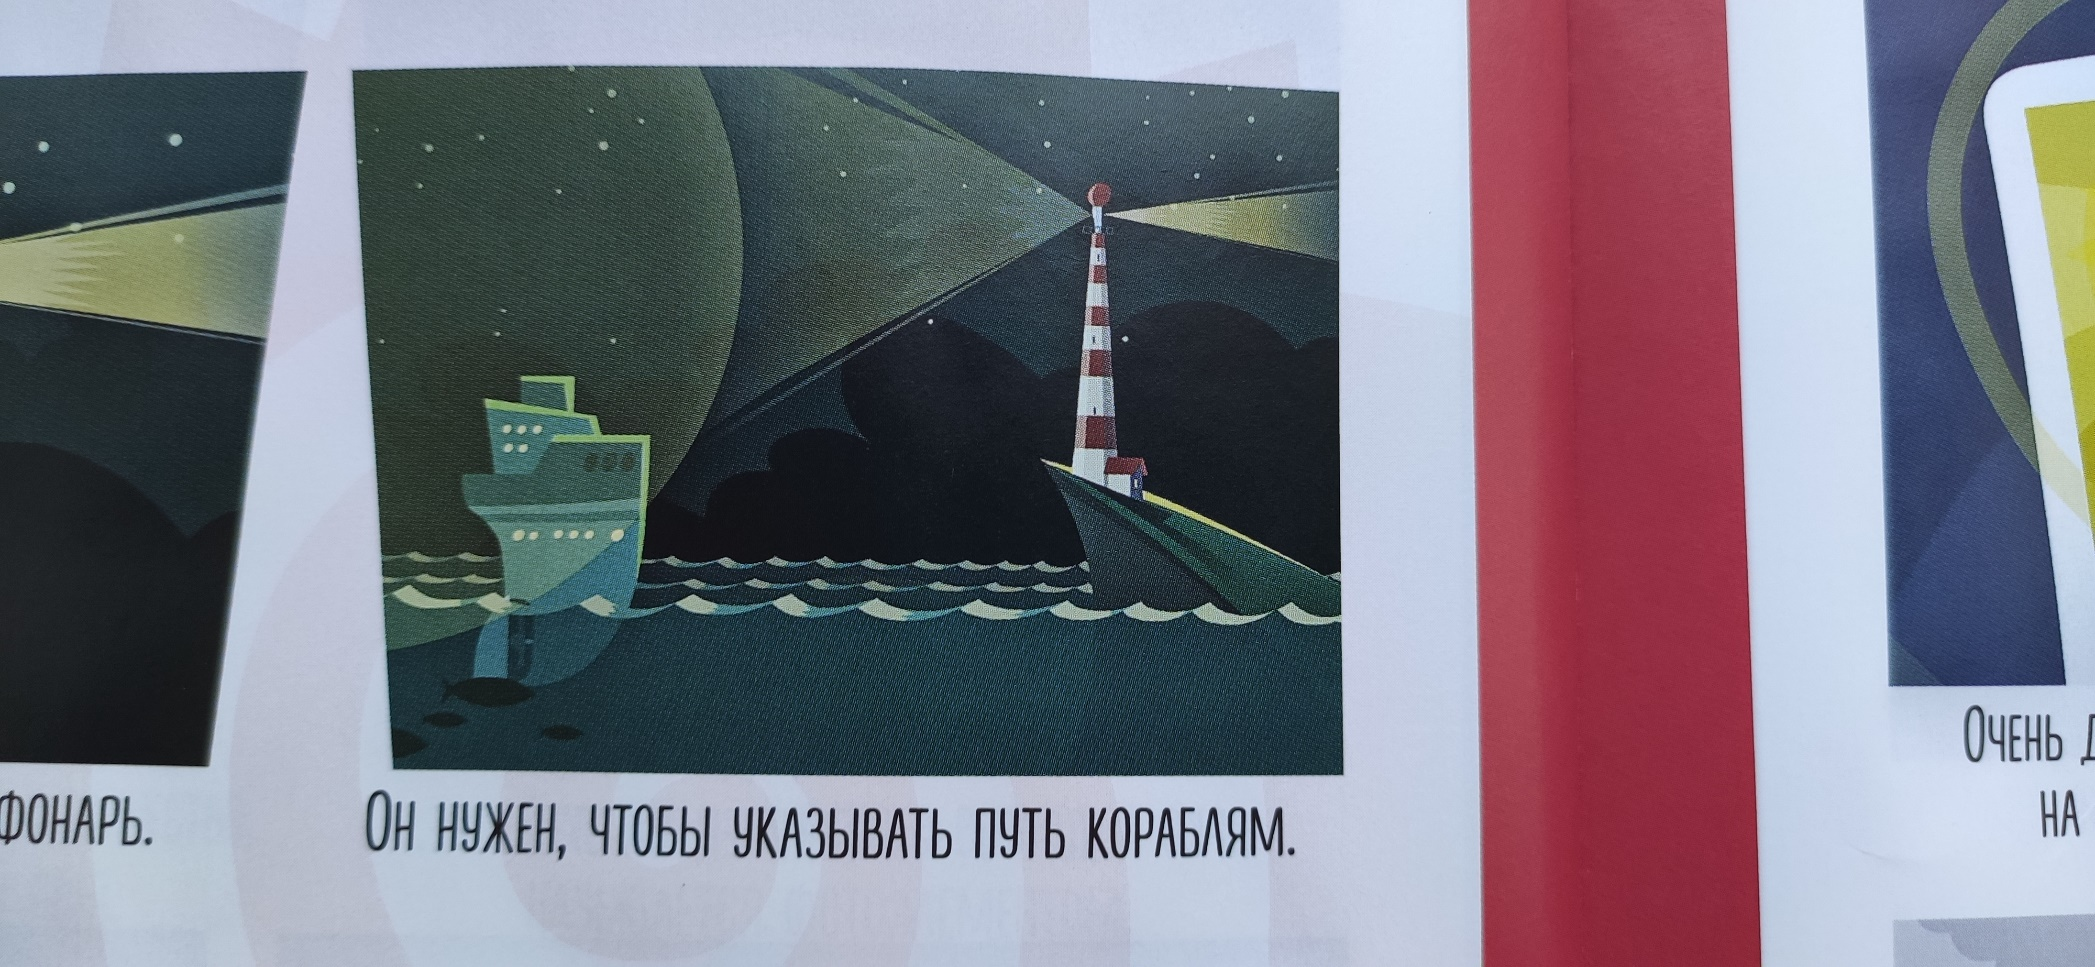 ФОНАРЬ.
Он нужен, чтобы указывать путь кораблям.
Очень
на